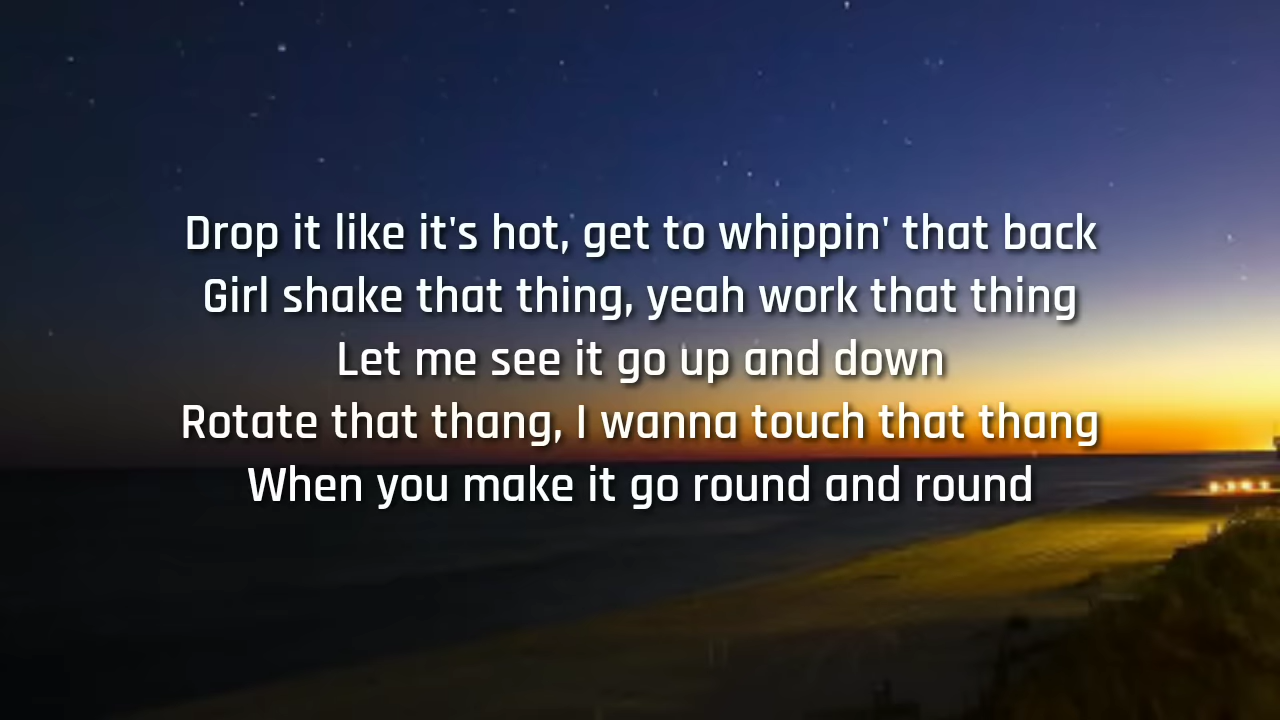 Drop it like it's hot, get to whippin' that back
Girl shake that thing, yeah work that thing
Let me see it go up and down
Rotate that thang, I wanna touch that thang
When you make it go round and round